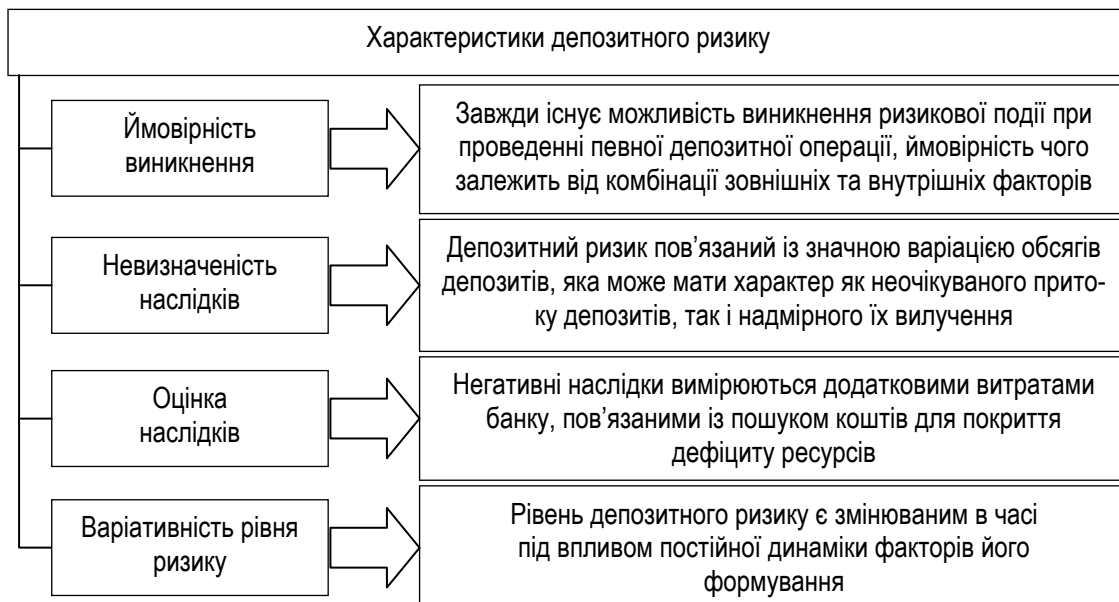 Характеристики депозитного ризику
Ймовірність
виникнення
Завжди існує можливість виникнення ризикової події при
проведенні певної депозитної операції, ймовірність чого
залежить від комбінації зовнішніх та внутрішніх факторів
Невизначеність
наслідків
Депозитний ризик пов’язаний із значною варіацією обсягів
депозитів, яка може мати характер як неочікуваного прито-
ку депозитів, так і надмірного їх вилучення
Оцінка
наслідків
Негативні наслідки вимірюються додатковими витратами
банку, пов’язаними із пошуком коштів для покриття
дефіциту ресурсів
Варіативність рівня
ризику
Рівень депозитного ризику є змінюваним в часі
під впливом постійної динаміки факторів його
формування